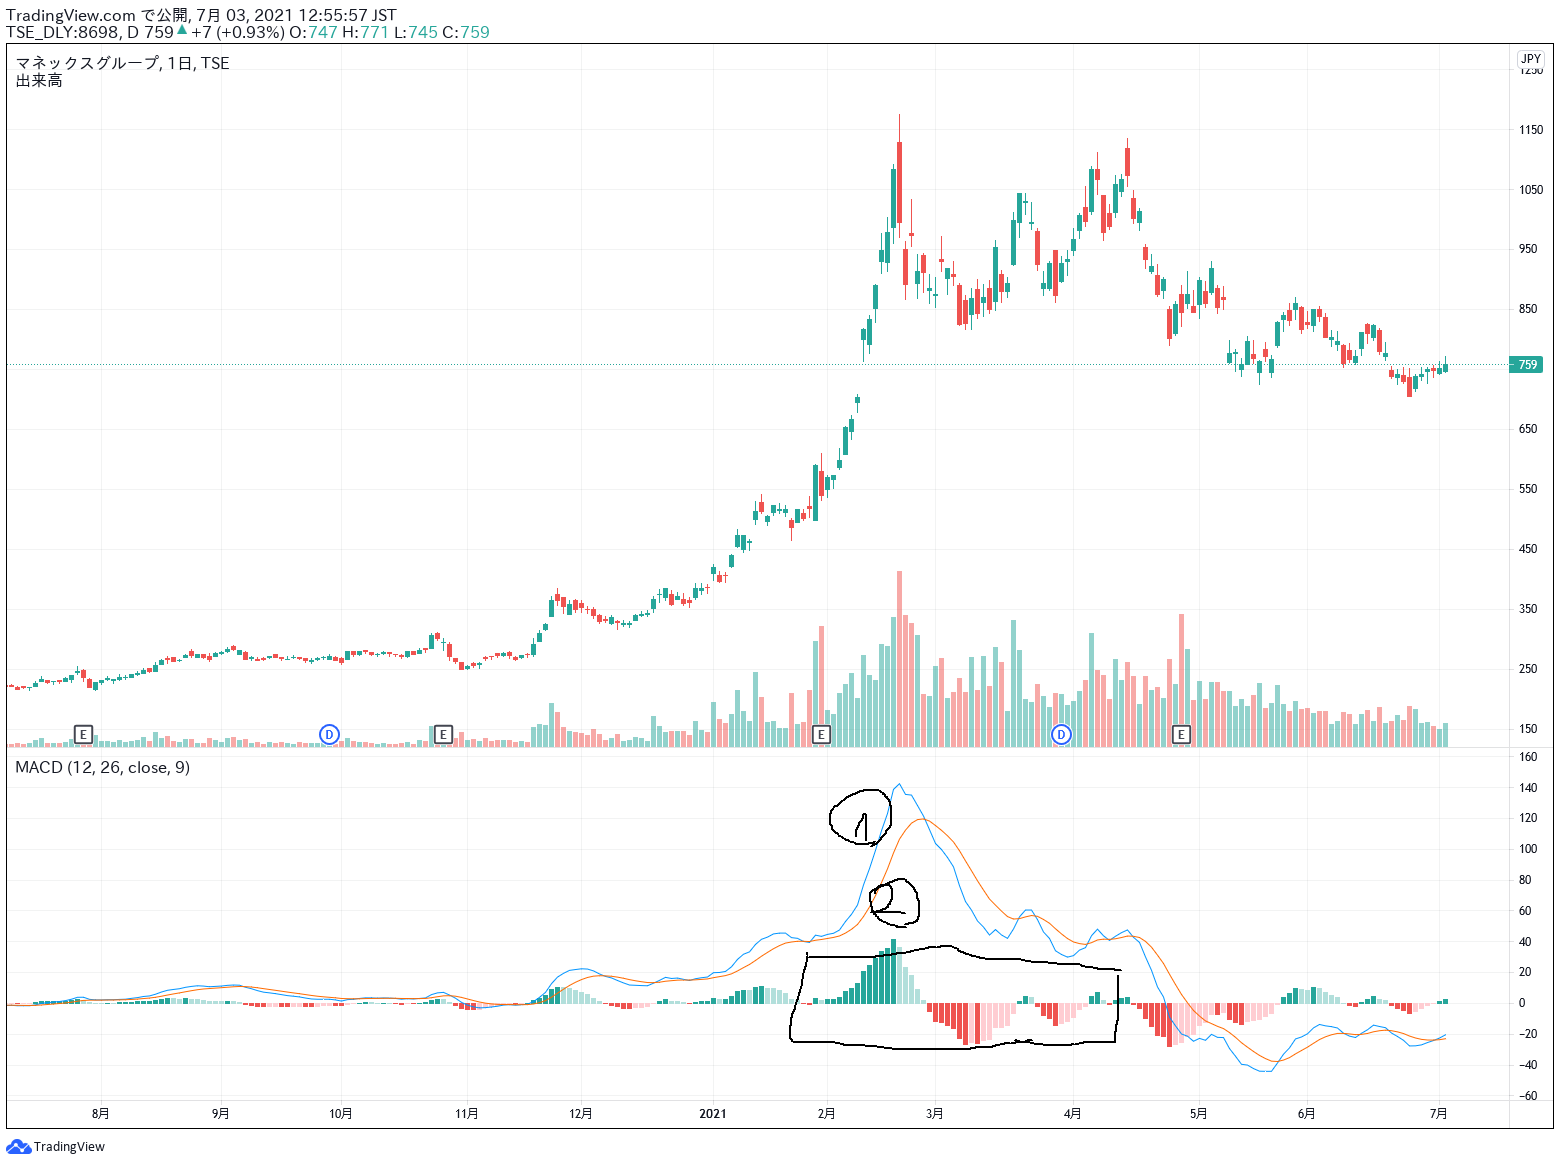 TradingView.com で公開, 7月 03, 2021 12:55:57 JST
TSE_DLY:8698, D 759 ▲ +7 (+0.93%) O:747 H:771 L:745 C:759
マネックスグループ, 1日, TSE
出来高
JPY
1250
1150
1050
950
850
759
650
550
450
350
250
150
E
D
E
E
D
E
MACD (12, 26, close, 9)
160
140
120
100
80
60
40
20
0
−20
−40
−60
1
2
8月 9月 10月 11月 12月 2021 2月 3月 4月 5月 6月 7月
TradingView